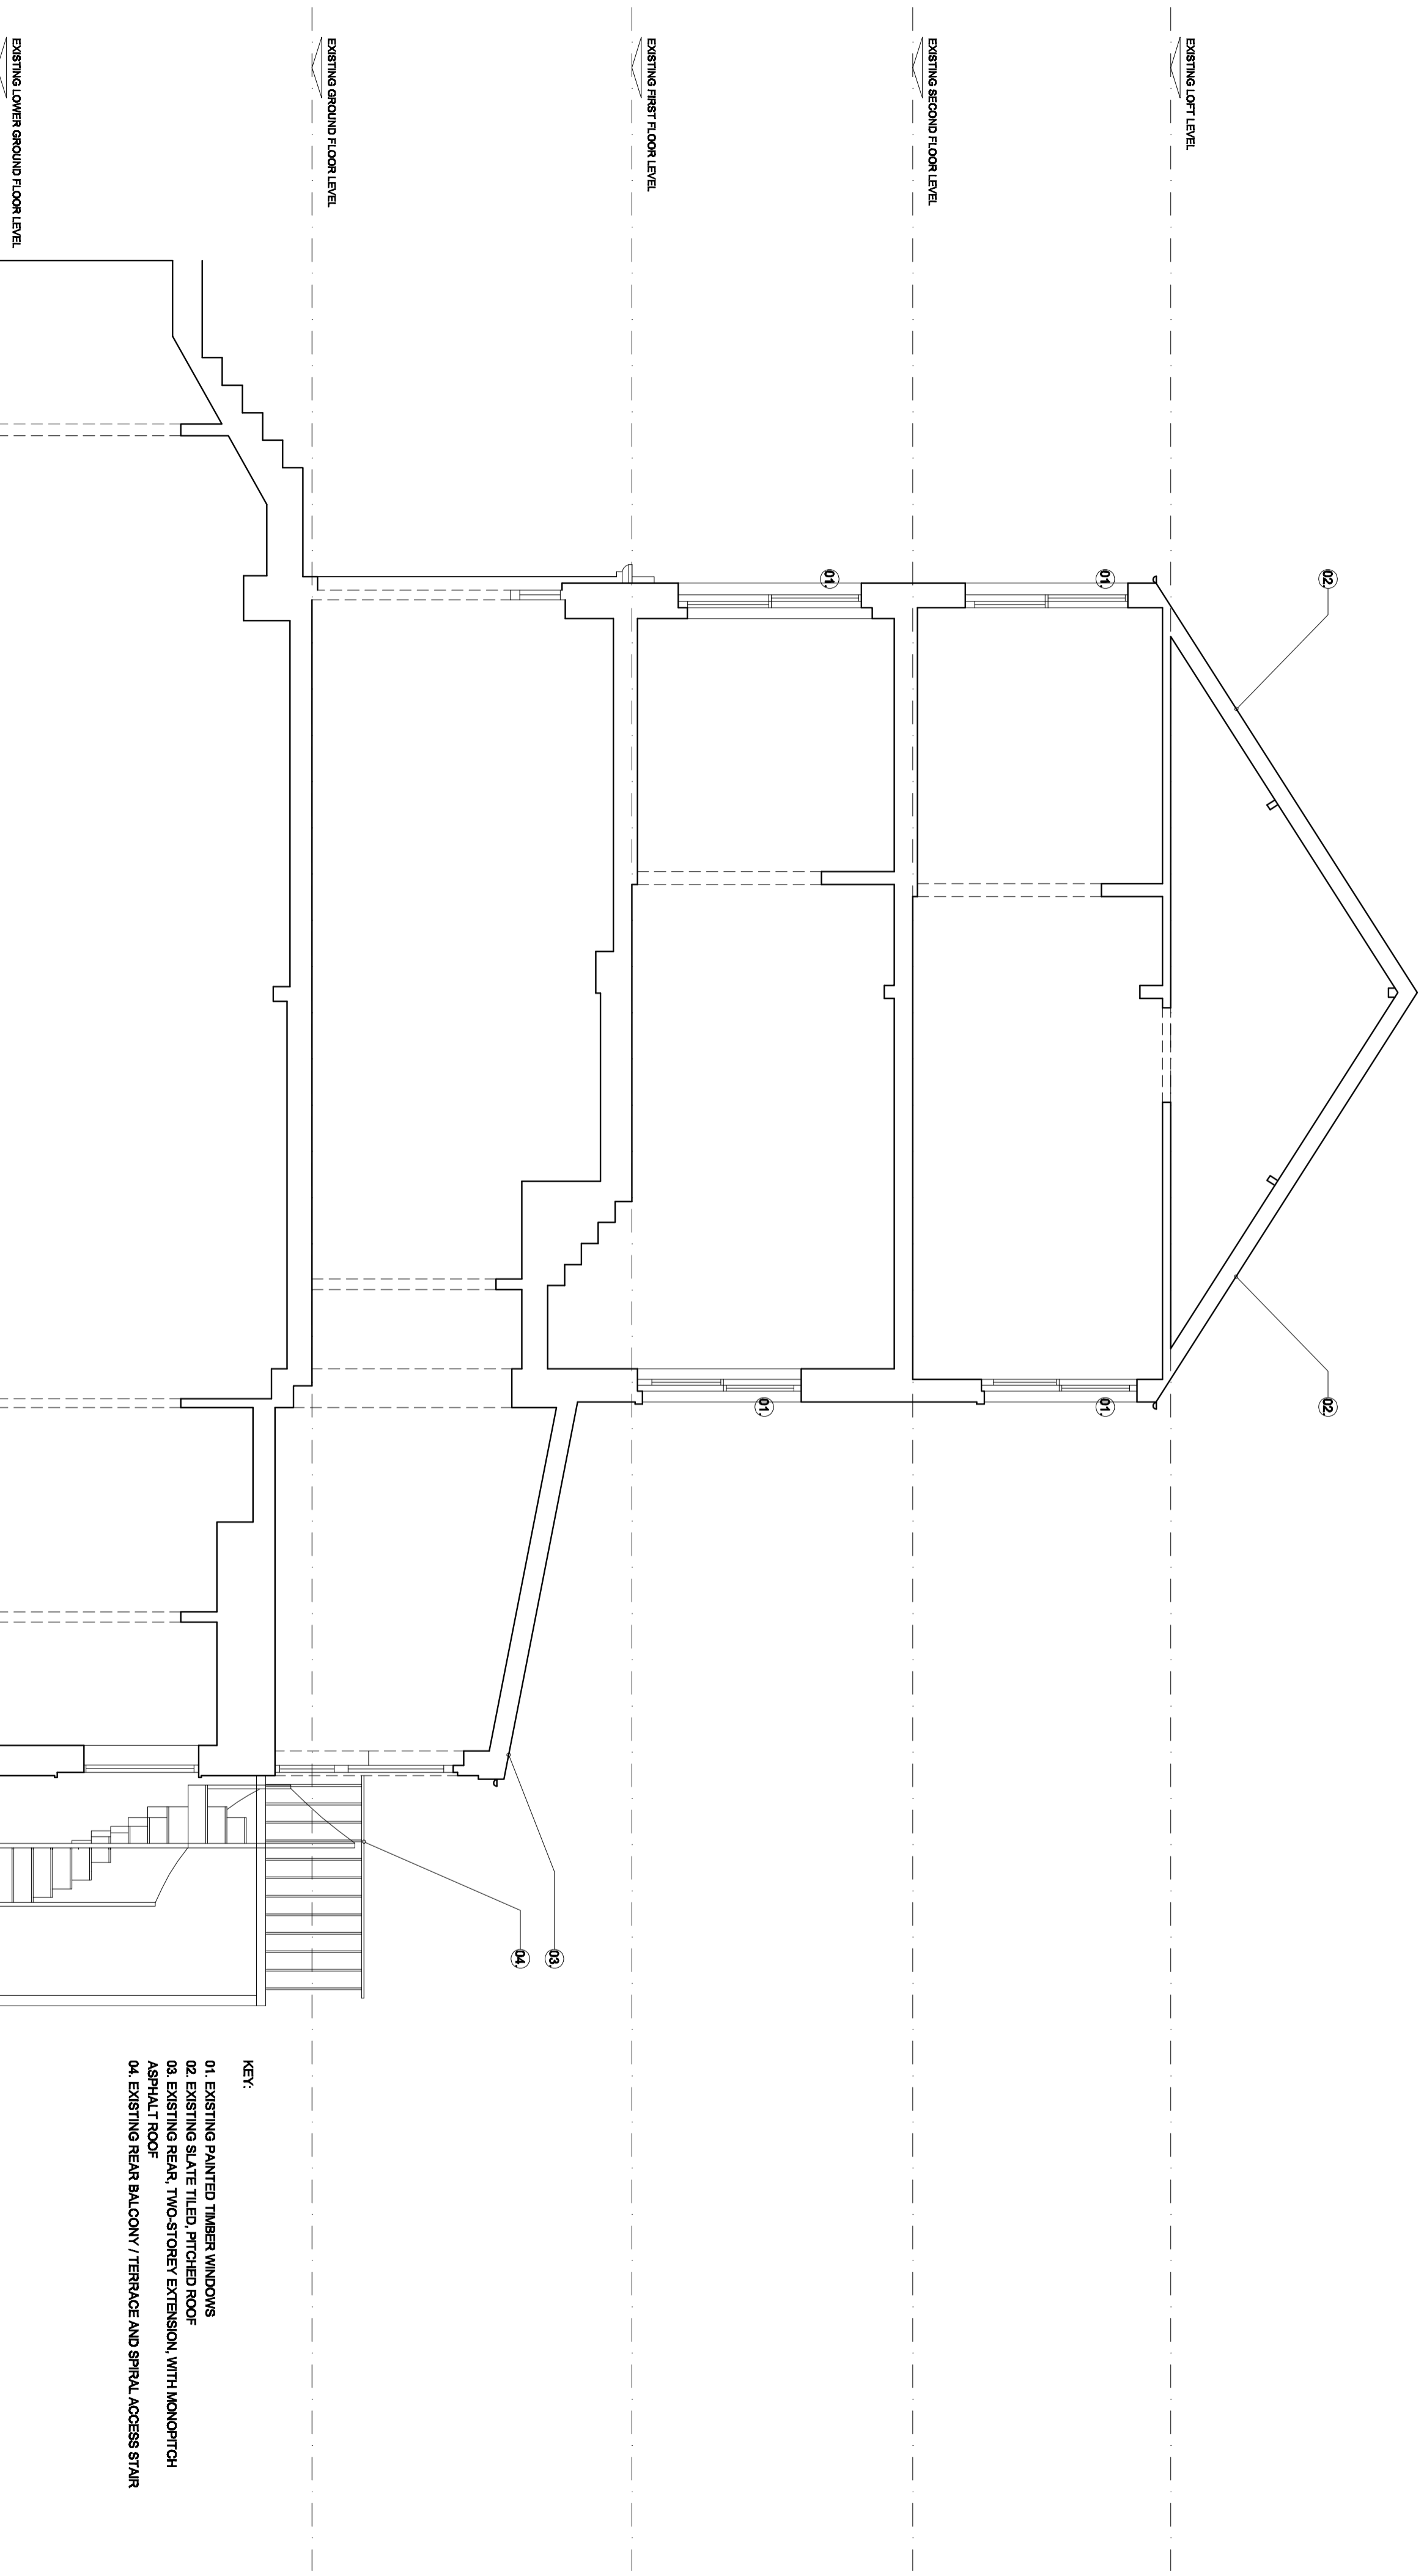 EXISTING LOFT LEVEL
EXISTING SECOND FLOOR LEVEL
EXISTING FIRST FLOOR LEVEL
EXISTING GROUND FLOOR LEVEL
EXISTING LOWER GROUND FLOOR LEVEL
02.
02.
01.
01.
01.
01.
03.
04.
KEY:
01. EXISTING PAINTED TIMBER WINDOWS
02. EXISTING SLATE TILED, PITCHED ROOF
03. EXISTING REAR, TWO-STOREY EXTENSION, WITH MONOPITCH
ASPHALT ROOF
04. EXISTING REAR BALCONY / TERRACE AND SPIRAL ACCESS STAIR